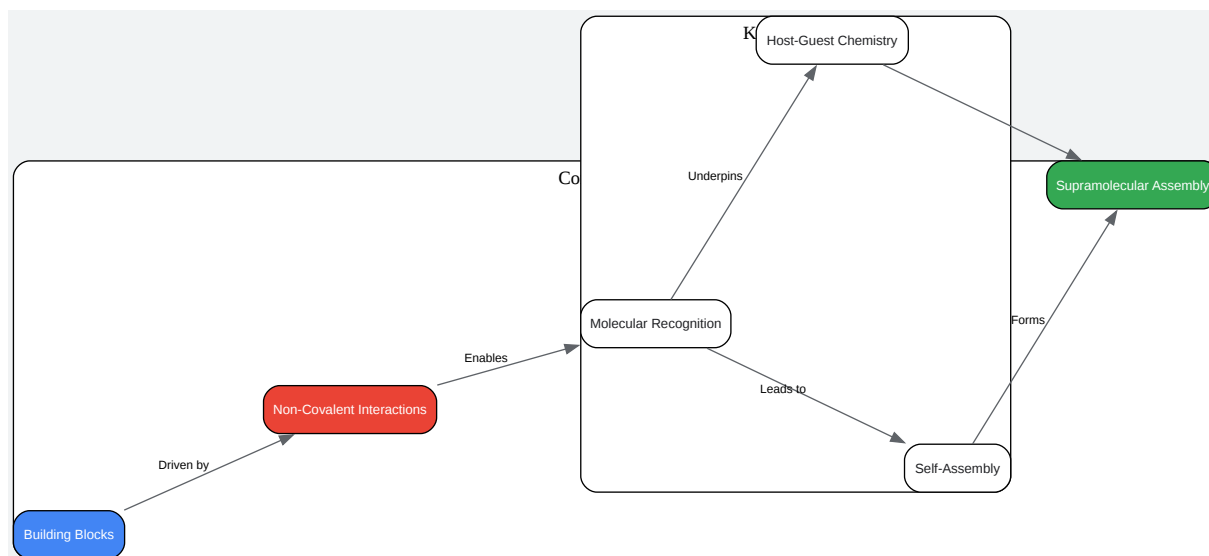 K
Host-Guest Chemistry
Underpins
Co
Supramolecular Assembly
Molecular Recognition
Forms
Enables
Leads to
Non-Covalent Interactions
Driven by
Self-Assembly
Building Blocks